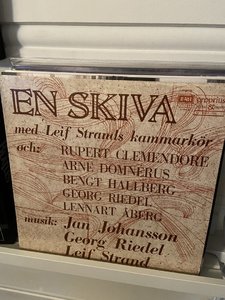 proprius
EN SKIVA
med Leif Strands kammarkör
och:
RUPERT CLEMENDORE
ARNE DOMNÉRUS
BENGT HALLBERG
GEORG RIEDEL
LENNART ÅBERG
musik: Jan Johansson
Georg Riedel
Leif Strand